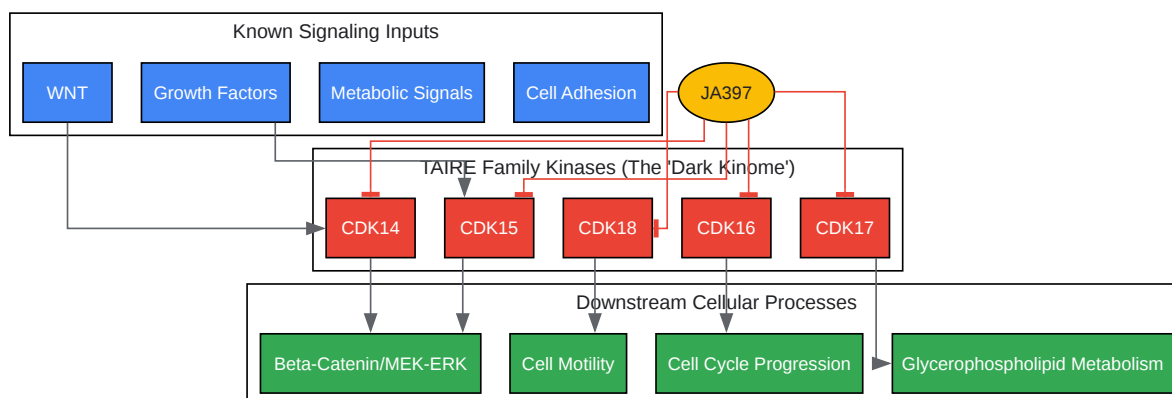 Known Signaling Inputs
WNT
Growth Factors
Metabolic Signals
Cell Adhesion
JA397
TAIRE Family Kinases (The 'Dark Kinome')
CDK14
CDK15
CDK18
CDK16
CDK17
Downstream Cellular Processes
Beta-Catenin/MEK-ERK
Cell Motility
Cell Cycle Progression
Glycerophospholipid Metabolism